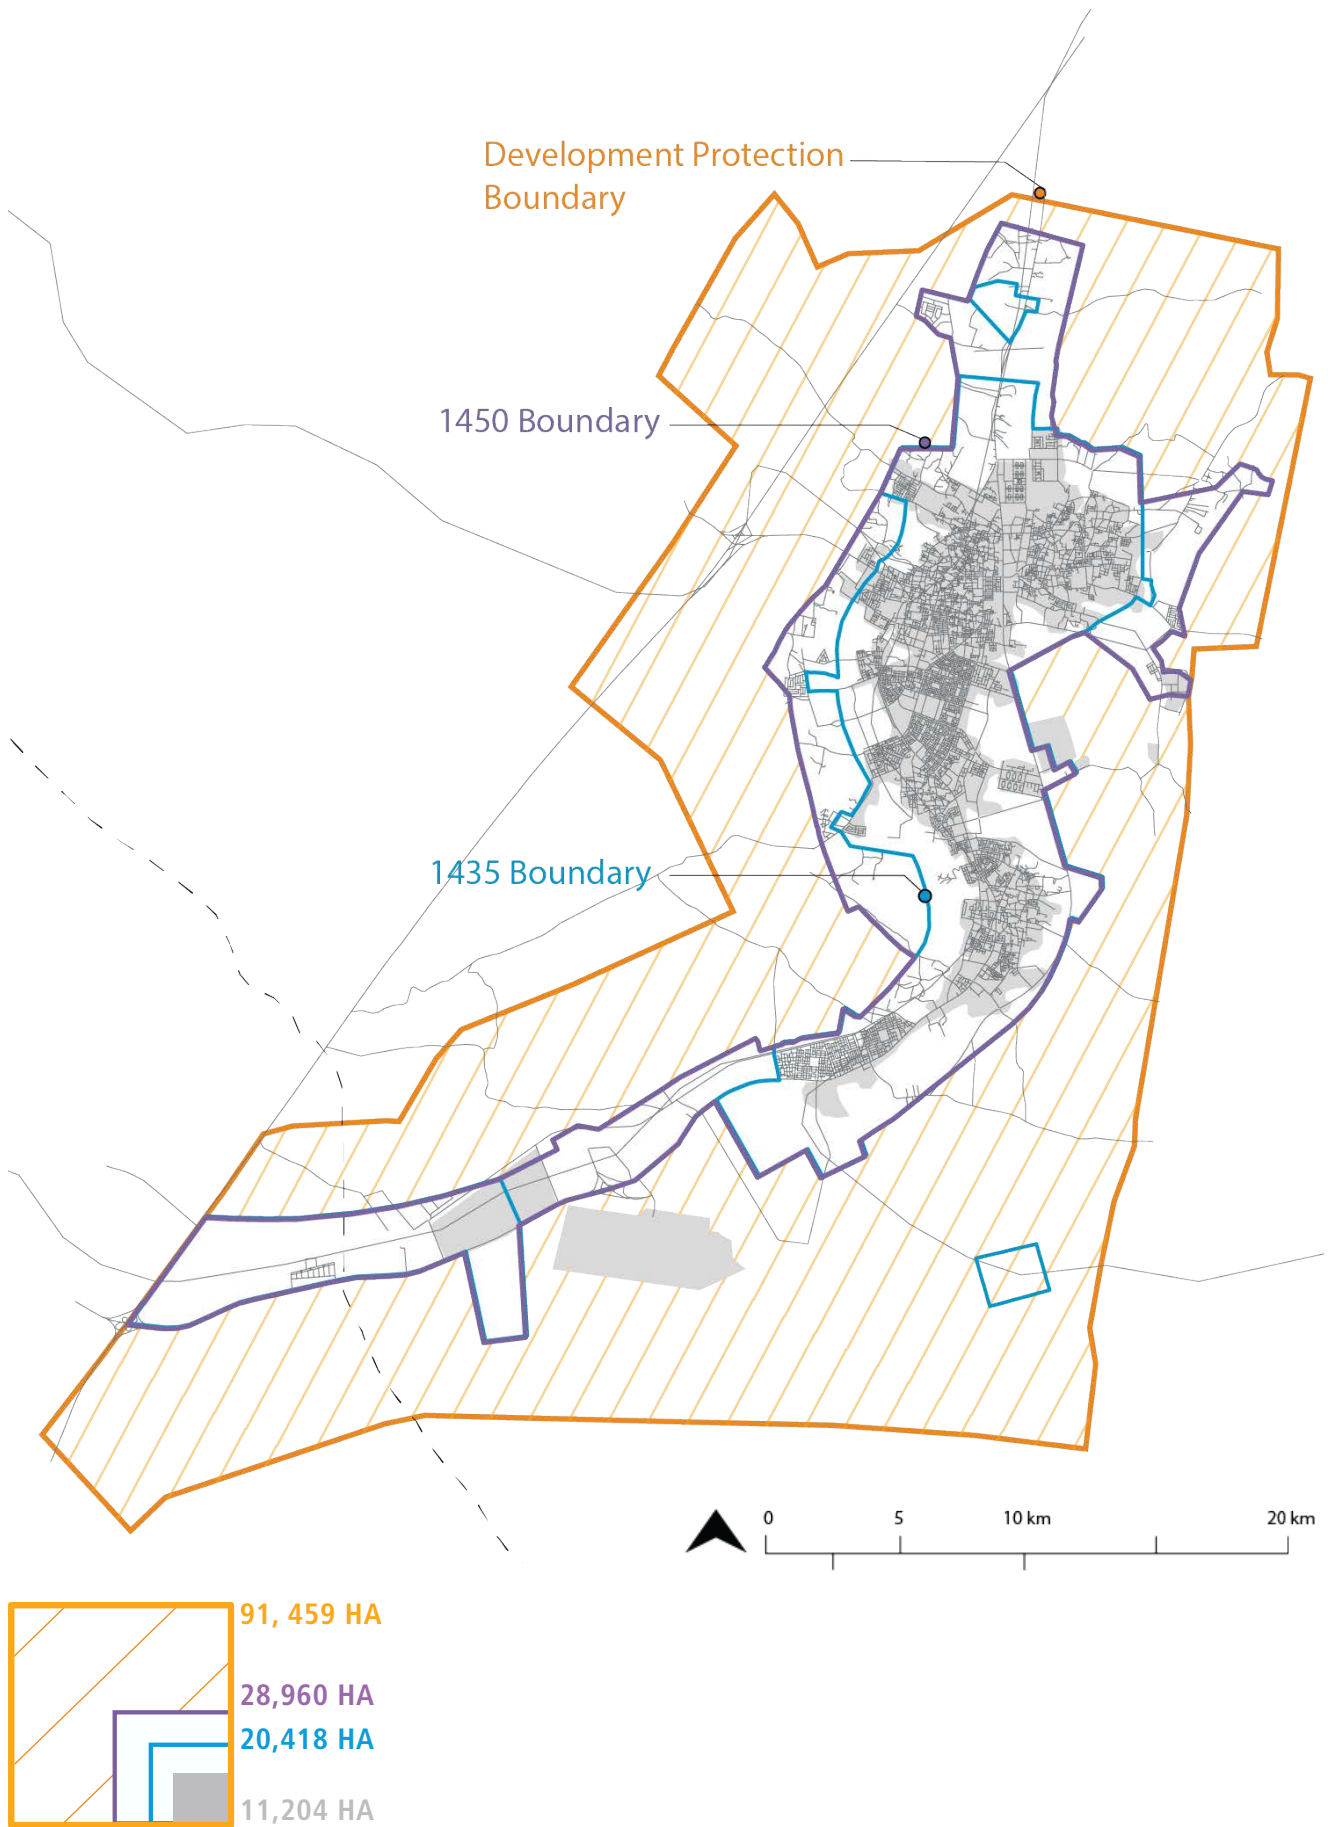 Development Protection
Boundary
1450 Boundary
1435 Boundary
0 5 10 km 20 km
91, 459 HA
28,960 HA
20,418 HA
11,204 HA